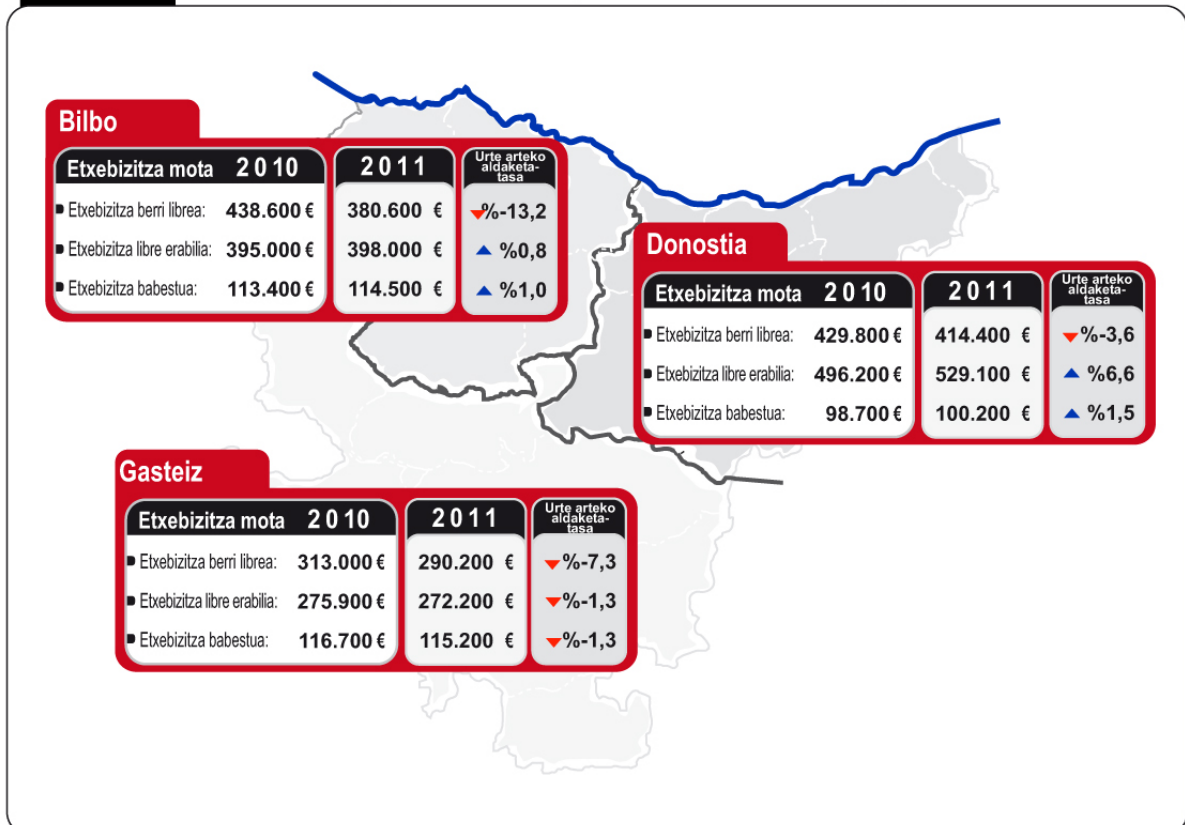 Bilbo
Etxebizitza mota 2010 2011 Urte arteko aldaketa-tasa
Etxebizitza berri librea: 438.600 € 380.600 € %-13,2
Etxebizitza libre erabilia: 395.000 € 398.000 € %0,8
Etxebizitza babestua: 113.400 € 114.500 € %1,0
Donostia
Etxebizitza mota 2010 2011 Urte arteko aldaketa-tasa
Etxebizitza berri librea: 429.800 € 414.400 € %-3,6
Etxebizitza libre erabilia: 496.200 € 529.100 € %6,6
Etxebizitza babestua: 98.700 € 100.200 € %1,5
Gasteiz
Etxebizitza mota 2010 2011 Urte arteko aldaketa-tasa
Etxebizitza berri librea: 313.000 € 290.200 € %-7,3
Etxebizitza libre erabilia: 275.900 € 272.200 € %-1,3
Etxebizitza babestua: 116.700 € 115.200 € %-1,3